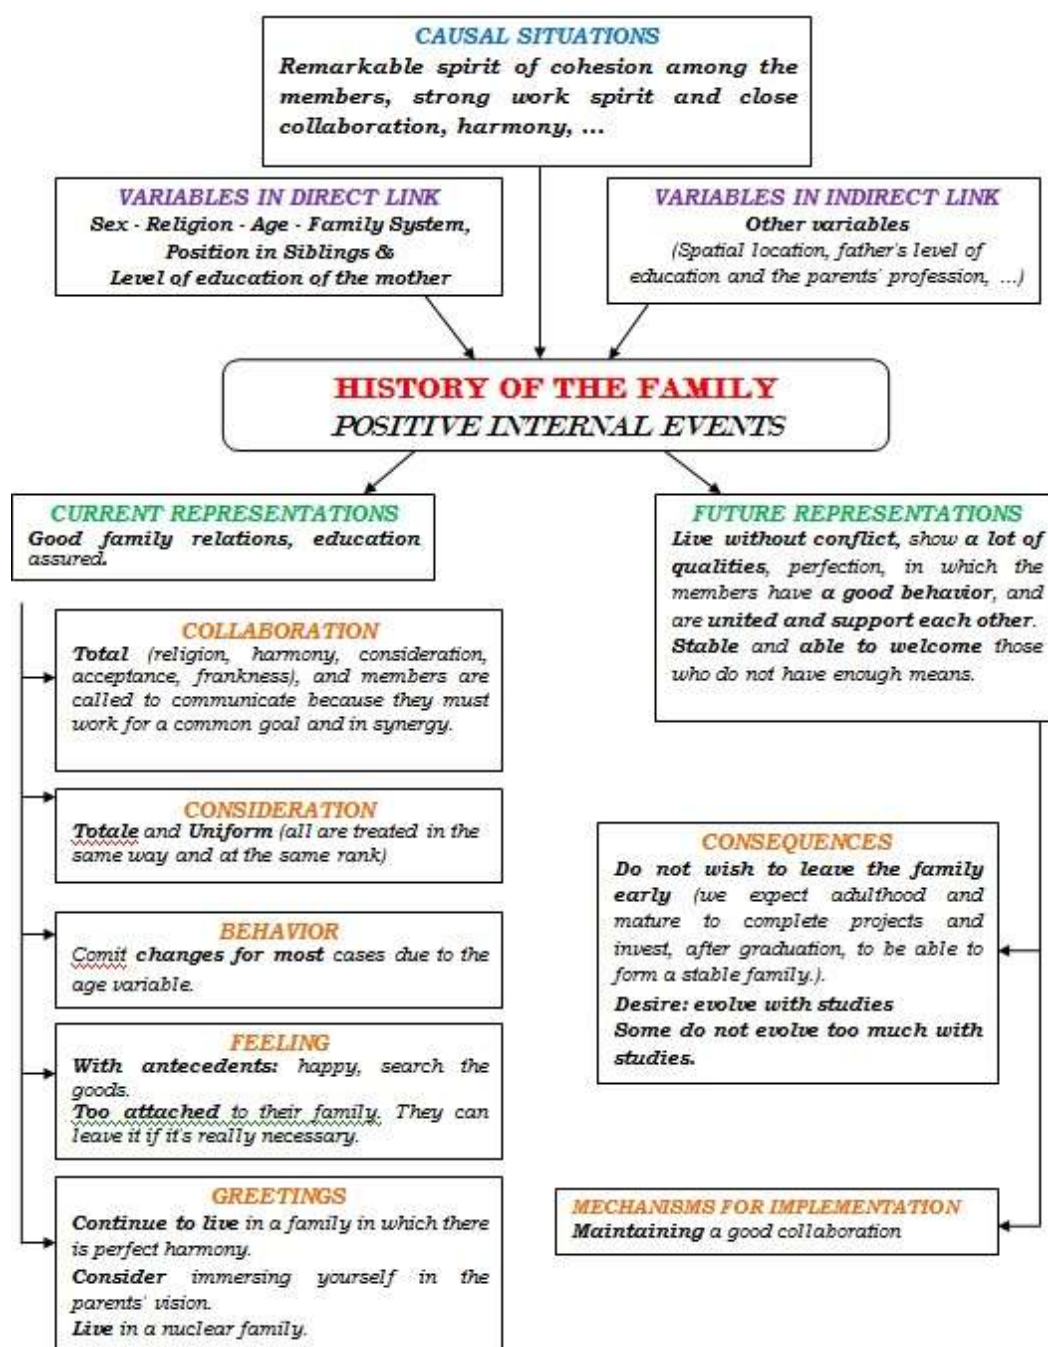 CAUSAL SITUATIONS
Remarkable spirit of cohesion among the
members, strong work spirit and close
collaboration, harmony, ...
VARIABLES IN DIRECT LINK
Sex - Religion - Age - Family System,
Position in Siblings &
Level of education of the mother
VARIABLES IN INDIRECT LINK
Other variables
(Spatial location, father's level of
education and the parents' profession, ...)
HISTORY OF THE FAMILY
POSITIVE INTERNAL EVENTS
CURRENT REPRESENTATIONS
Good family relations, education
assured.
COLLABORATION
Total (religion, harmony, consideration,
acceptance, frankness), and members are
called to communicate because they must
work for a common goal and in synergy.
CONSIDERATION
Totale and Uniform (all are treated in the
same way and at the same rank)
BEHAVIOR
Comit changes for most cases due to the
age variable.
FEELING
With antecedents: happy, search the
goods.
Too attached to their family. They can
leave it if it's really necessary.
GREETINGS
Continue to live in a family in which there
is perfect harmony.
Consider immersing yourself in the
parents' vision.
Live in a nuclear family.
FUTURE REPRESENTATIONS
Live without conflict, show a lot of
qualities, perfection, in which the
members have a good behavior, and
are united and support each other.
Stable and able to welcome those
who do not have enough means.
CONSEQUENCES
Do not wish to leave the family
early (we expect adulthood and
mature to complete projects and
invest, after graduation, to be able to
form a stable family.).
Desire: evolve with studies
Some do not evolve too much with
studies.
MECHANISMS FOR IMPLEMENTATION
Maintaining a good collaboration